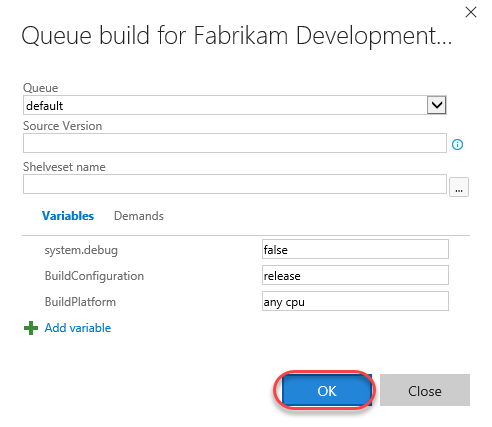 Queue build for Fabrikam Development...
Queue
default
Source Version
Shelveset name
...
Variables Demands
system.debug false
BuildConfiguration release
BuildPlatform any cpu
Add variable
OK Close